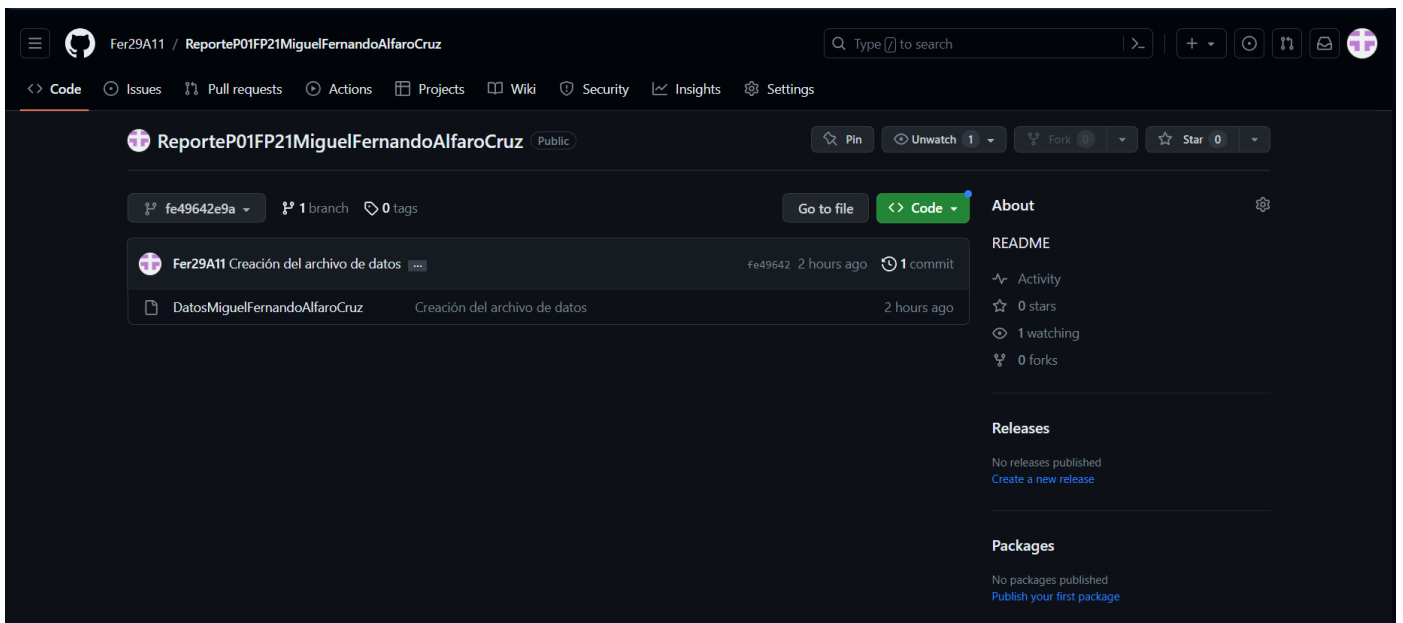 Fer29A11 / ReporteP01FP21MiguelFernandoAlfaroCruz
Type / to search
Code Issues Pull requests Actions Projects Wiki Security Insights Settings
ReporteP01FP21MiguelFernandoAlfaroCruz Public
Pin Unwatch 1 Fork 0 Star 0
fe49642e9a 1 branch 0 tags Go to file <> Code
Fer29A11 Creación del archivo de datos ... fe49642 2 hours ago 1 commit
DatosMiguelFernandoAlfaroCruz Creación del archivo de datos 2 hours ago
About
README
Activity
0 stars
1 watching
0 forks
Releases
No releases published
Create a new release
Packages
No packages published
Publish your first package